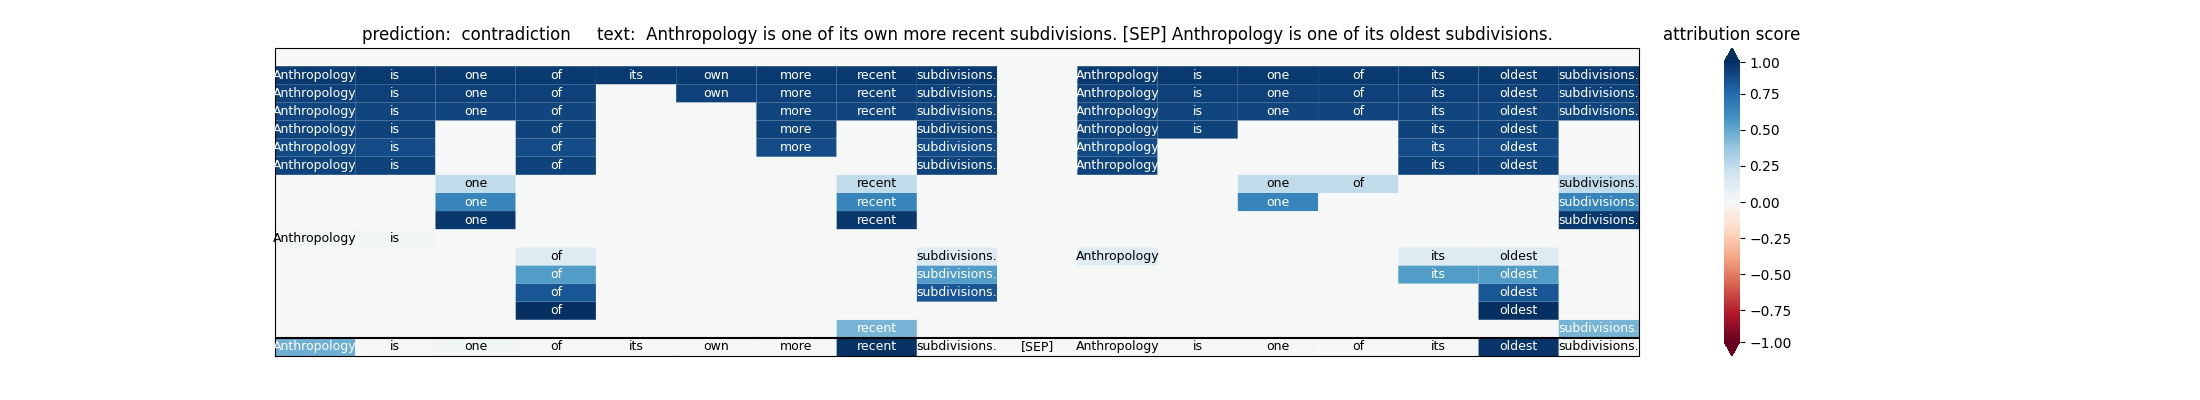 prediction: contradiction text: Anthropology is one of its own more recent subdivisions. [SEP] Anthropology is one of its oldest subdivisions. attribution score
Anthropology is one of its own more recent subdivisions. Anthropology is one of its oldest subdivisions. 1.00
Anthropology is one of own more recent subdivisions. Anthropology is one of its oldest subdivisions. 0.75
Anthropology is one of more recent subdivisions. Anthropology is one of its oldest subdivisions.
Anthropology is of more subdivisions. Anthropology is its oldest 0.50
Anthropology is of more subdivisions. Anthropology its oldest
Anthropology is of subdivisions. Anthropology its oldest 0.25
one recent one of subdivisions.
one recent one subdivisions. 0.00
one recent subdivisions.
Anthropology is −0.25
of subdivisions. Anthropology its oldest
of subdivisions. its oldest −0.50
of subdivisions. oldest
of oldest −0.75
recent subdivisions.
Anthropology is one of its own more recent subdivisions. [SEP] Anthropology is one of its oldest subdivisions. −1.00